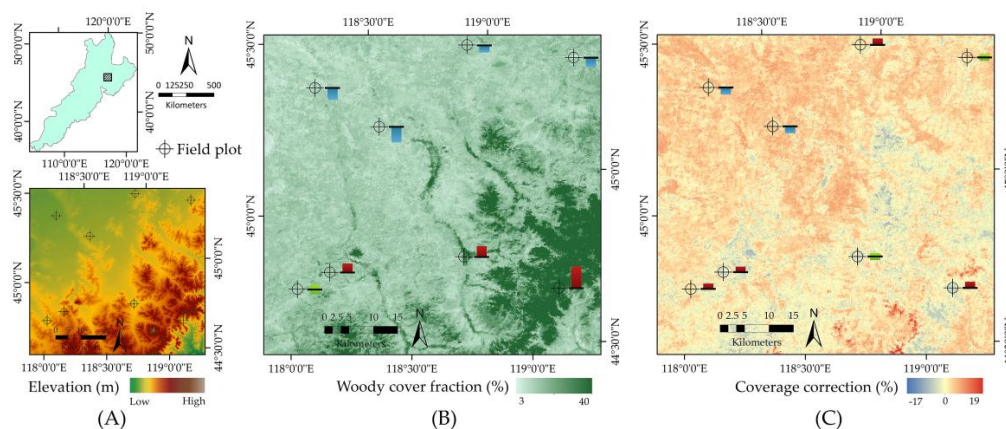 120°0'0"E
50°0'0"N
50°0'0"N
N
0 125250 500
Kilometers
40°0'0"N
40°0'0"N
110°0'0"E
120°0'0"E
Field plot
118°30'0"E
119°0'0"E
45°30'0"N
45°0'0"N
45°0'0"N
44°30'0"N
N
118°0'0"E
118°30'0"E
Elevation (m)
Low
High
(A)
118°30'0"E
119°0'0"E
45°30'0"N
45°0'0"N
45°0'0"N
44°30'0"N
0 2.5 5 10 15
Kilometers
N
118°0'0"E
118°30'0"E
119°0'0"E
Woody cover fraction (%)
3
40
(B)
118°30'0"E
119°0'0"E
45°30'0"N
45°0'0"N
45°0'0"N
44°30'0"N
0 2.5 5 10 15
Kilometers
N
118°0'0"E
118°30'0"E
119°0'0"E
Coverage correction (%)
-17
0
19
(C)